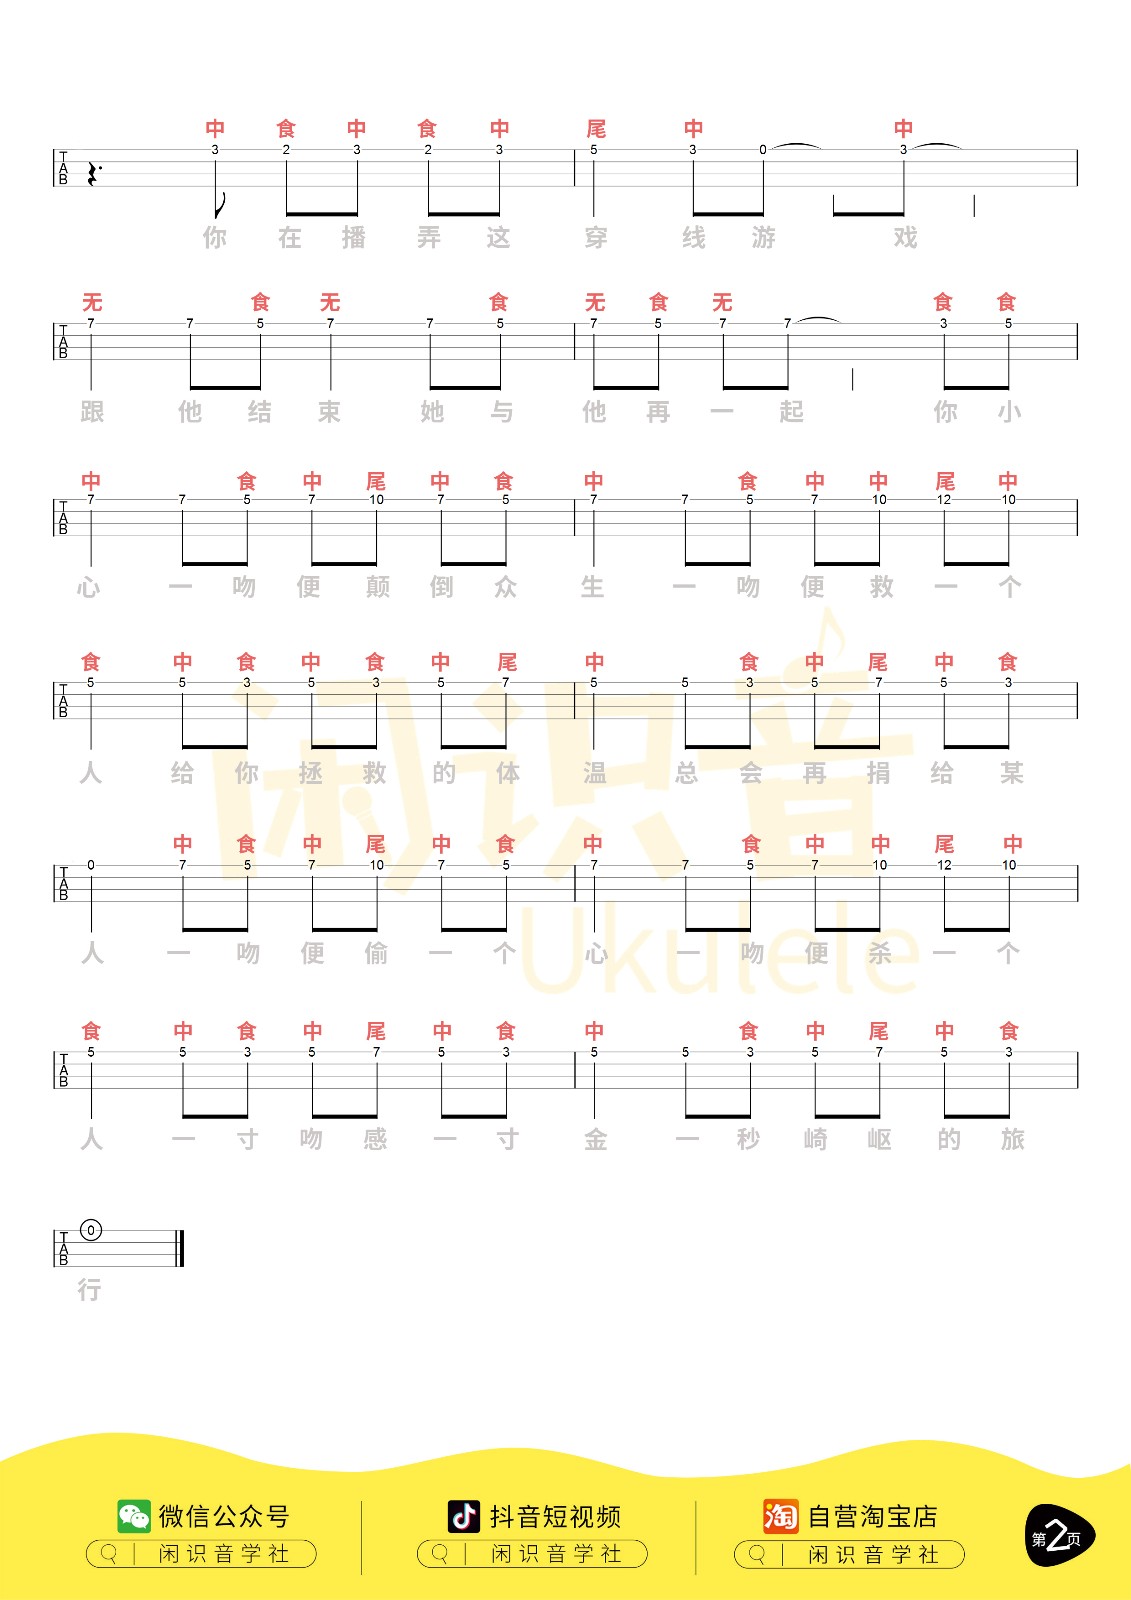 中 食 中 食 中 尾 中 中
3 2 3 2 3 5 3 0 3
TAB
你 在 播 弄 这 穿 线 游 戏
无 食 无 食 无 食 无 食 食
7 7 5 7 7 5 7 5 7 7 3 5
TAB
跟 他 结 束 她 与 他 再 一 起 你 小
中 食 中 尾 中 食 中 食 中 中 尾 中
7 7 5 7 10 7 5 7 7 5 7 10 12 10
TAB
心 一 吻 便 颠 倒 众 生 一 吻 便 救 一 个
食 中 食 中 食 中 尾 中 食 中 尾 中 食
5 5 3 5 3 5 7 5 5 3 5 7 5 3
TAB
人 给 你 拯 救 的 体 温 总 会 再 捐 给 某
闲识音
中 食 中 尾 中 食 中 食 中 中 尾 中
0 7 5 7 10 7 5 7 7 5 7 10 12 10
TAB
人 一 吻 便 偷 一 个 心 一 吻 便 杀 一 个
Ukulele
食 中 食 中 尾 中 食 中 食 中 尾 中 食
5 5 3 5 7 5 3 5 5 3 5 7 5 3
TAB
人 一 寸 吻 感 一 寸 金 一 秒 崎 岖 的 旅
0
TAB
行
微信公众号 抖音短视频 淘 自营淘宝店
闲识音学社 闲识音学社 闲识音学社
第2页